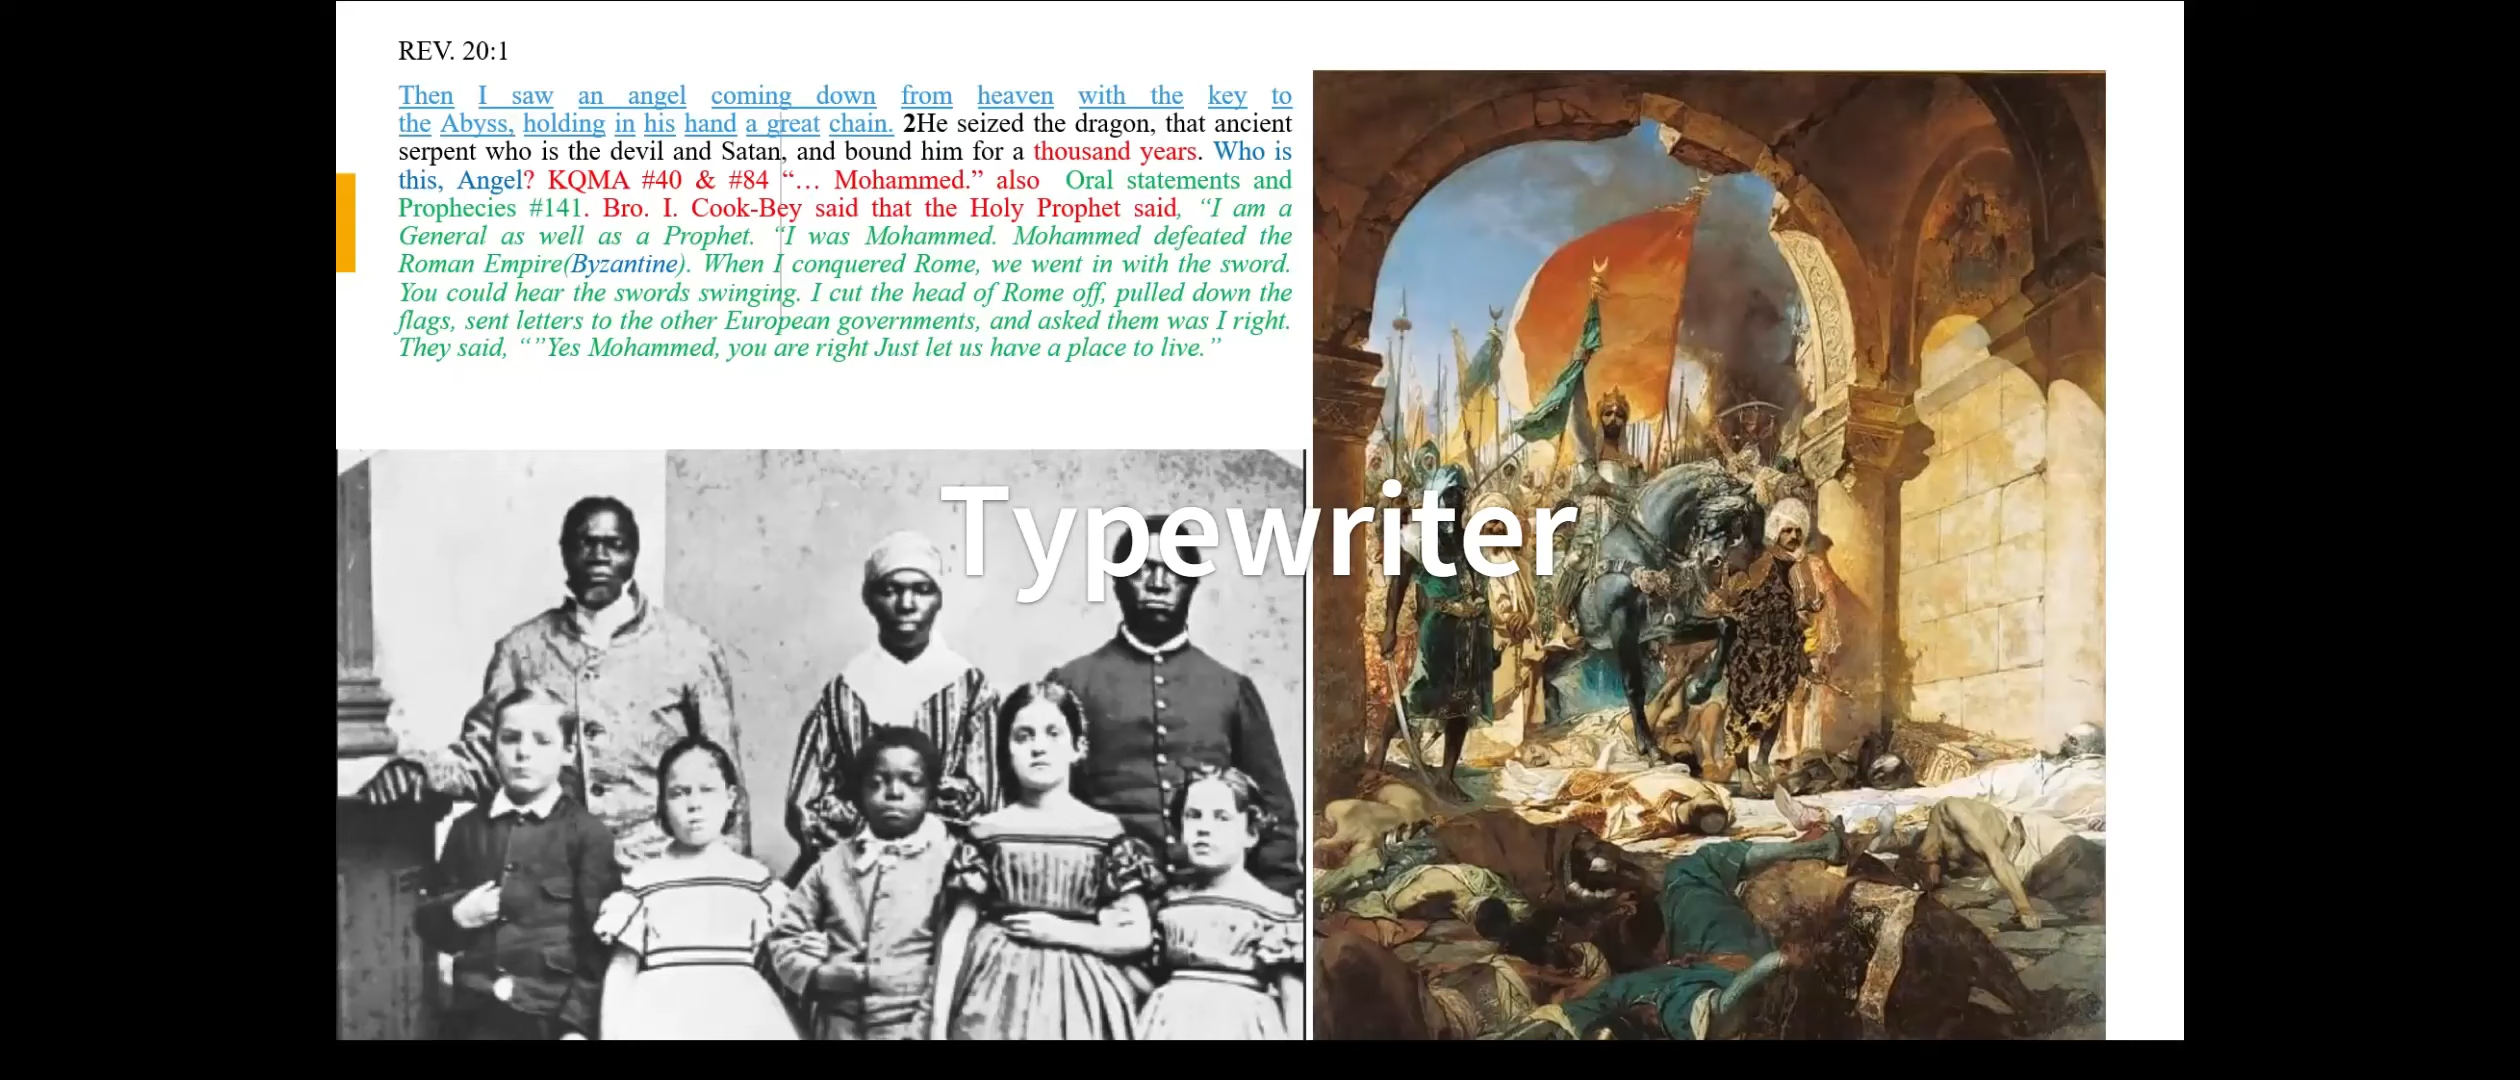 REV. 20:1
Then I saw an angel coming down from heaven with the key to
the Abyss, holding in his hand a great chain. 2He seized the dragon, that ancient
serpent who is the devil and Satan, and bound him for a thousand years. Who is
this, Angel? KQMA #40 & #84 “… Mohammed.” also Oral statements and
Prophecies #141. Bro. I. Cook-Bey said that the Holy Prophet said, “I am a
General as well as a Prophet. “I was Mohammed. Mohammed defeated the
Roman Empire(Byzantine). When I conquered Rome, we went in with the sword.
You could hear the swords swinging. I cut the head of Rome off, pulled down the
flags, sent letters to the other European governments, and asked them was I right.
They said, “”Yes Mohammed, you are right Just let us have a place to live.”
Typewriter